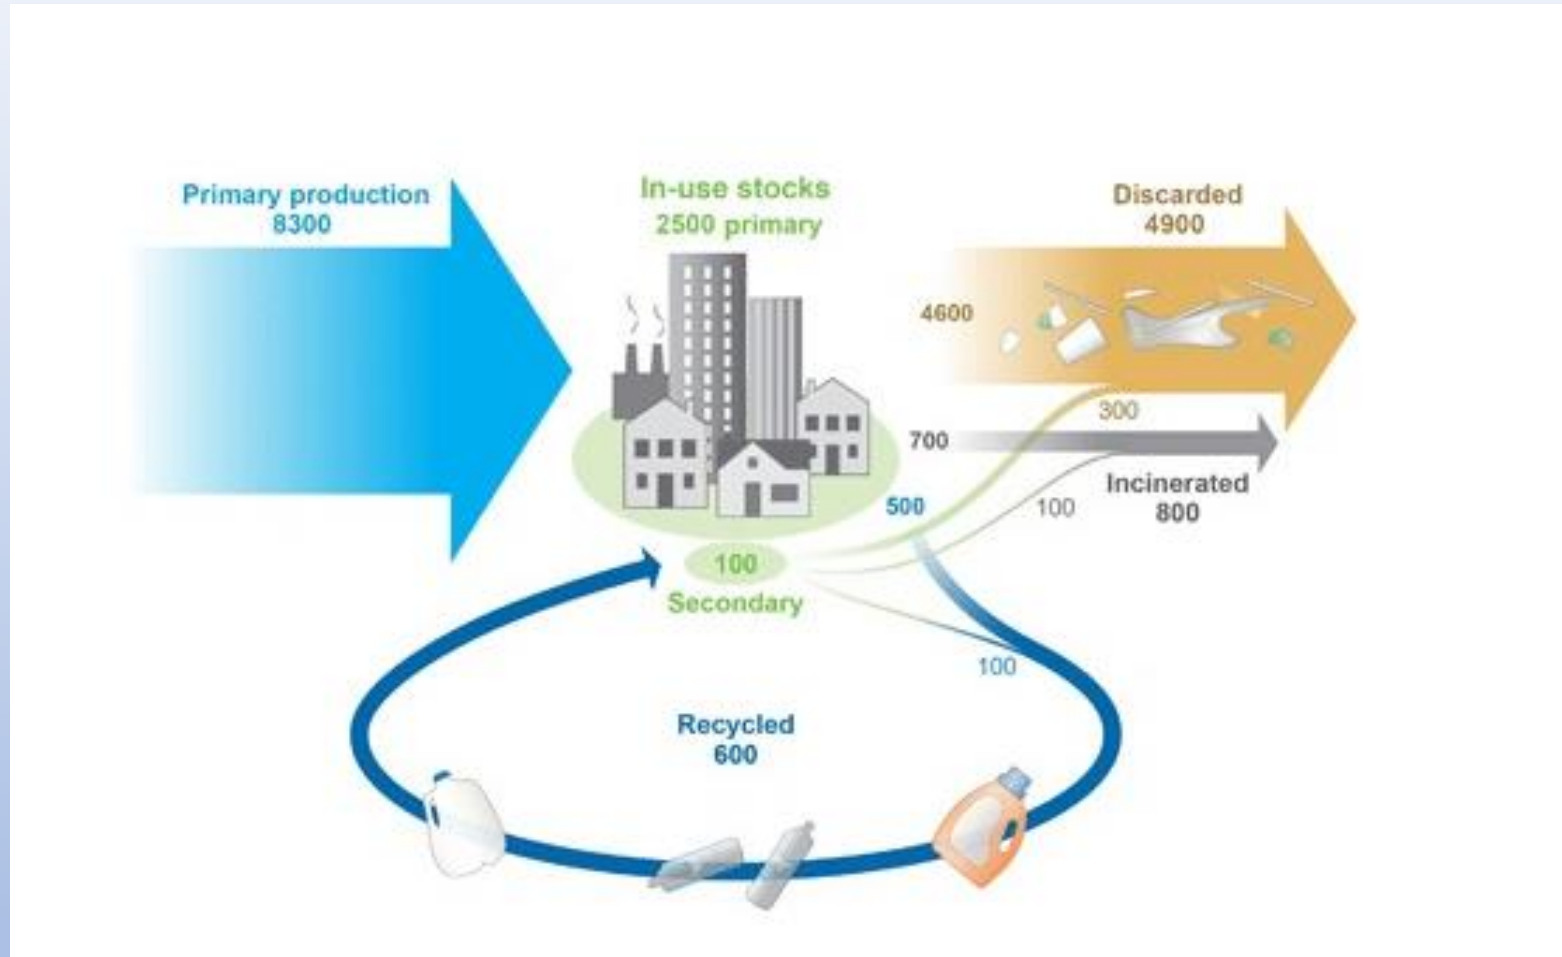 Primary production
8300
In-use stocks
2500 primary
Discarded
4900
4600
300
700
Incinerated
800
500
100
100
Secondary
100
Recycled
600